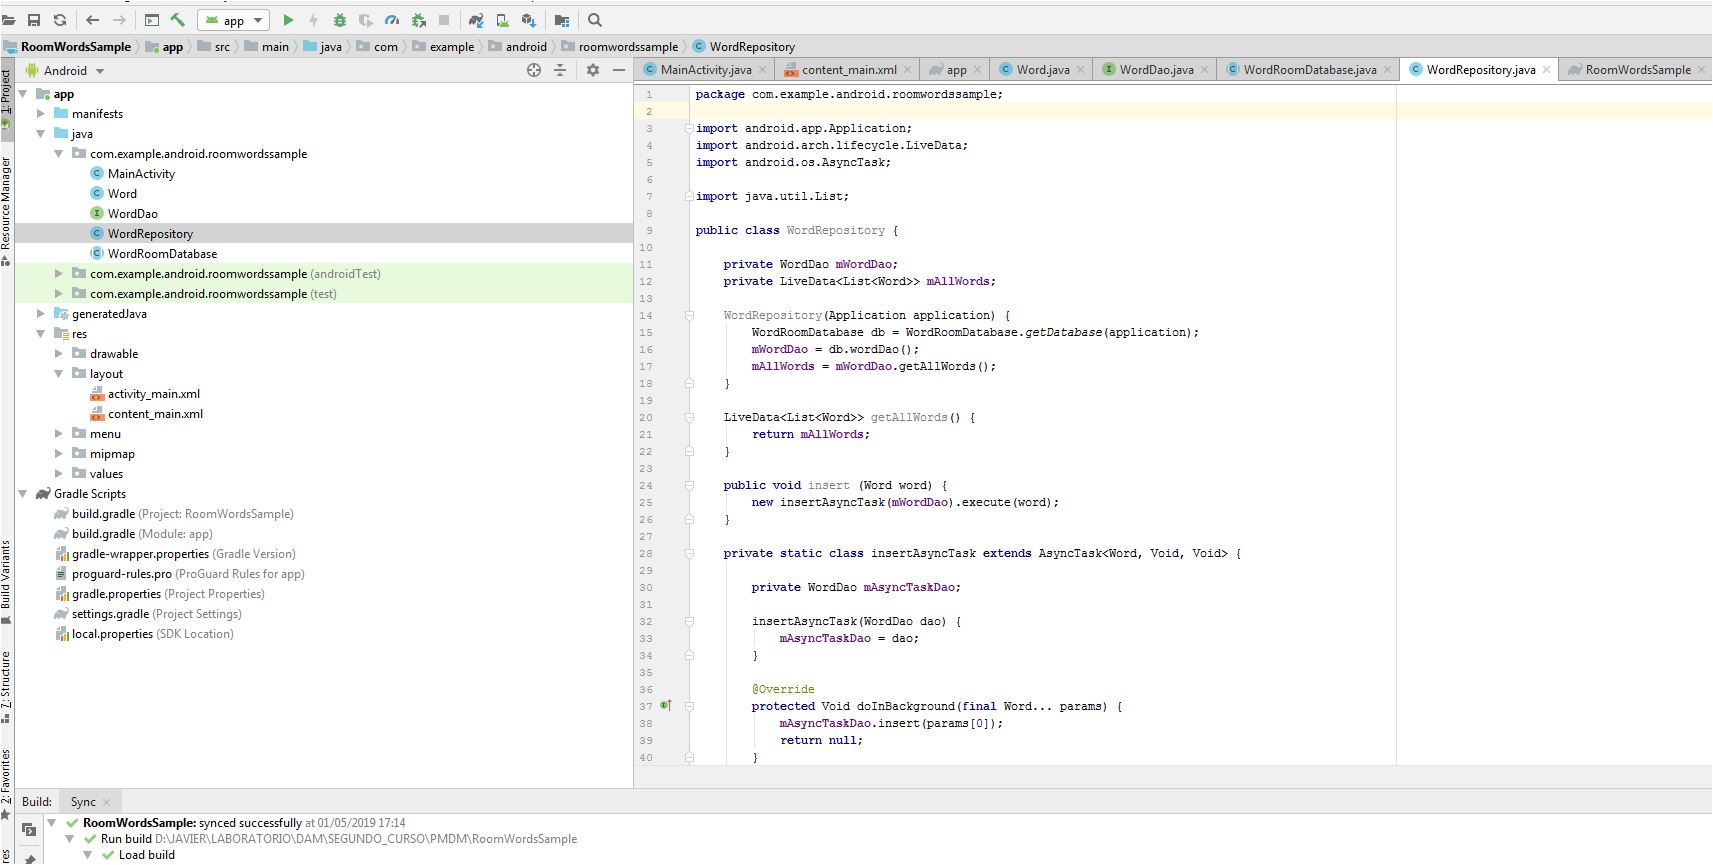 app
RoomWordsSample app src main java com example android roomwordssample WordRepository
Android
MainActivity.java content_main.xml app Word.java WordDao.java WordRoomDatabase.java WordRepository.java RoomWordsSample
1: Project
Resource Manager
Build Variants
7: Structure
2: Favorites
app
manifests
java
com.example.android.roomwordssample
MainActivity
Word
WordDao
WordRepository
WordRoomDatabase
com.example.android.roomwordssample (androidTest)
com.example.android.roomwordssample (test)
generatedJava
res
drawable
layout
activity_main.xml
content_main.xml
menu
mipmap
values
Gradle Scripts
build.gradle (Project: RoomWordsSample)
build.gradle (Module: app)
gradle-wrapper.properties (Gradle Version)
proguard-rules.pro (ProGuard Rules for app)
gradle.properties (Project Properties)
settings.gradle (Project Settings)
local.properties (SDK Location)
1 package com.example.android.roomwordssample;
2
3 import android.app.Application;
4 import android.arch.lifecycle.LiveData;
5 import android.os.AsyncTask;
6
7 import java.util.List;
8
9 public class WordRepository {
10
11 private WordDao mWordDao;
12 private LiveData<List<Word>> mAllWords;
13
14 WordRepository(Application application) {
15 WordRoomDatabase db = WordRoomDatabase.getDatabase(application);
16 mWordDao = db.wordDao();
17 mAllWords = mWordDao.getAllWords();
18 }
19
20 LiveData<List<Word>> getAllWords() {
21 return mAllWords;
22 }
23
24 public void insert (Word word) {
25 new insertAsyncTask(mWordDao).execute(word);
26 }
27
28 private static class insertAsyncTask extends AsyncTask<Word, Void, Void> {
29
30 private WordDao mAsyncTaskDao;
31
32 insertAsyncTask(WordDao dao) {
33 mAsyncTaskDao = dao;
34 }
35
36 @Override
37 protected Void doInBackground(final Word... params) {
38 mAsyncTaskDao.insert(params[0]);
39 return null;
40 }
Build: Sync
RoomWordsSample: synced successfully at 01/05/2019 17:14
Run build D:\JAVIER\LABORATORIO\DAM\SEGUNDO_CURSO\PMDM\RoomWordsSample
Load build